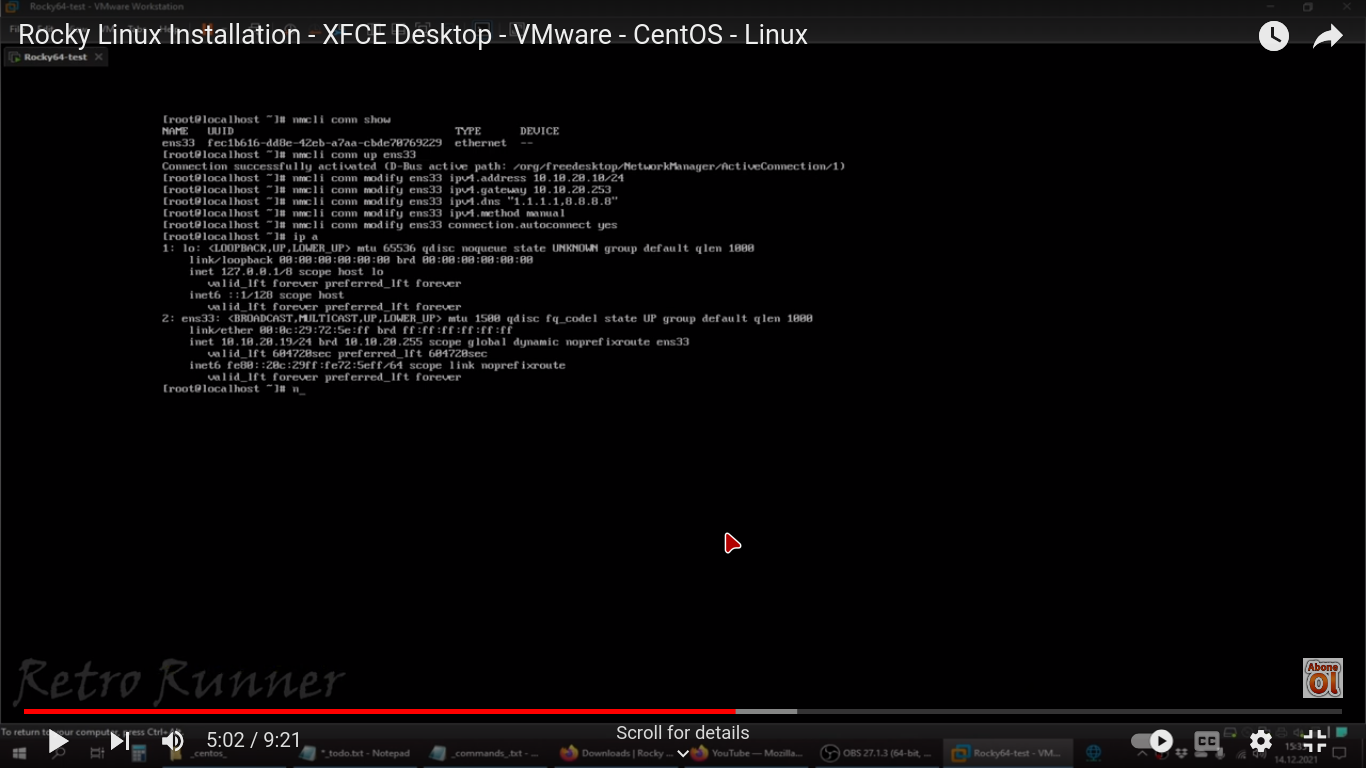 Rocky64-test - VMware Workstation
Rocky Linux Installation - XFCE Desktop - VMware - CentOS - Linux
Rocky64-test
[root@localhost ~]# nmcli conn show
NAME UUID TYPE DEVICE
ens33 fec1b616-dd8e-42eb-a7aa-cbde70769229 ethernet --
[root@localhost ~]# nmcli conn up ens33
Connection successfully activated (D-Bus active path: /org/freedesktop/NetworkManager/ActiveConnection/1)
[root@localhost ~]# nmcli conn modify ens33 ipv4.address 10.10.20.10/24
[root@localhost ~]# nmcli conn modify ens33 ipv4.gateway 10.10.20.253
[root@localhost ~]# nmcli conn modify ens33 ipv4.dns "1.1.1.1,8.8.8.8"
[root@localhost ~]# nmcli conn modify ens33 ipv4.method manual
[root@localhost ~]# nmcli conn modify ens33 connection.autoconnect yes
[root@localhost ~]# ip a
1: lo: <LOOPBACK,UP,LOWER_UP> mtu 65536 qdisc noqueue state UNKNOWN group default qlen 1000
link/loopback 00:00:00:00:00:00 brd 00:00:00:00:00:00
inet 127.0.0.1/8 scope host lo
valid_lft forever preferred_lft forever
inet6 ::1/128 scope host
valid_lft forever preferred_lft forever
2: ens33: <BROADCAST,MULTICAST,UP,LOWER_UP> mtu 1500 qdisc fq_codel state UP group default qlen 1000
link/ether 00:0c:29:72:5e:ff brd ff:ff:ff:ff:ff:ff
inet 10.10.20.19/24 brd 10.10.20.255 scope global dynamic noprefixroute ens33
valid_lft 604720sec preferred_lft 604720sec
inet6 fe80::20c:29ff:fe72:5eff/64 scope link noprefixroute
valid_lft forever preferred_lft forever
[root@localhost ~]# n_
Retro Runner
Abone
Ol
To return to your computer, press Ctrl+
5:02 / 9:21
Scroll for details
CC
_centos_
*_todo.txt - Notepad
_commands_.txt - ...
Downloads | Rocky ...
YouTube — Mozilla...
OBS 27.1.3 (64-bit, ...
Rocky64-test - VM...
14.12.2021